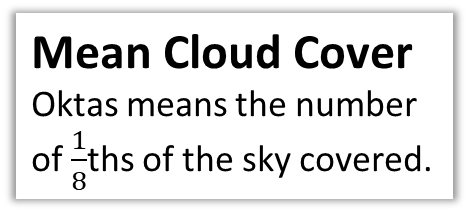 Mean Cloud Cover
Oktas means the number
of 1/8ths of the sky covered.